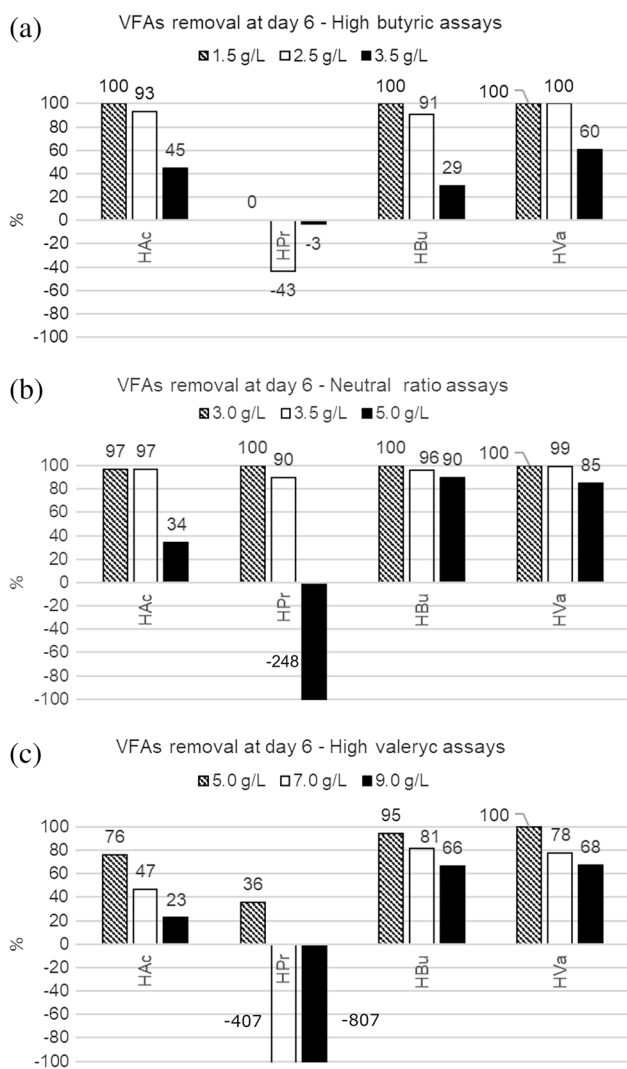 (a)
VFAs removal at day 6 - High butyric assays
1.5 g/L 2.5 g/L 3.5 g/L
100 93 45 0 -43 -3 100 91 29 100 100 60
100
80
60
40
20
0
-20
-40
-60
-80
-100
%
HAc HPr HBu HVa
(b)
VFAs removal at day 6 - Neutral ratio assays
3.0 g/L 3.5 g/L 5.0 g/L
97 97 34 100 90 -248 100 96 90 100 99 85
100
80
60
40
20
0
-20
-40
-60
-80
-100
%
HAc HPr HBu HVa
(c)
VFAs removal at day 6 - High valeryc assays
5.0 g/L 7.0 g/L 9.0 g/L
76 47 23 36 -407 -807 95 81 66 100 78 68
100
80
60
40
20
0
-20
-40
-60
-80
-100
%
HAc HPr HBu HVa